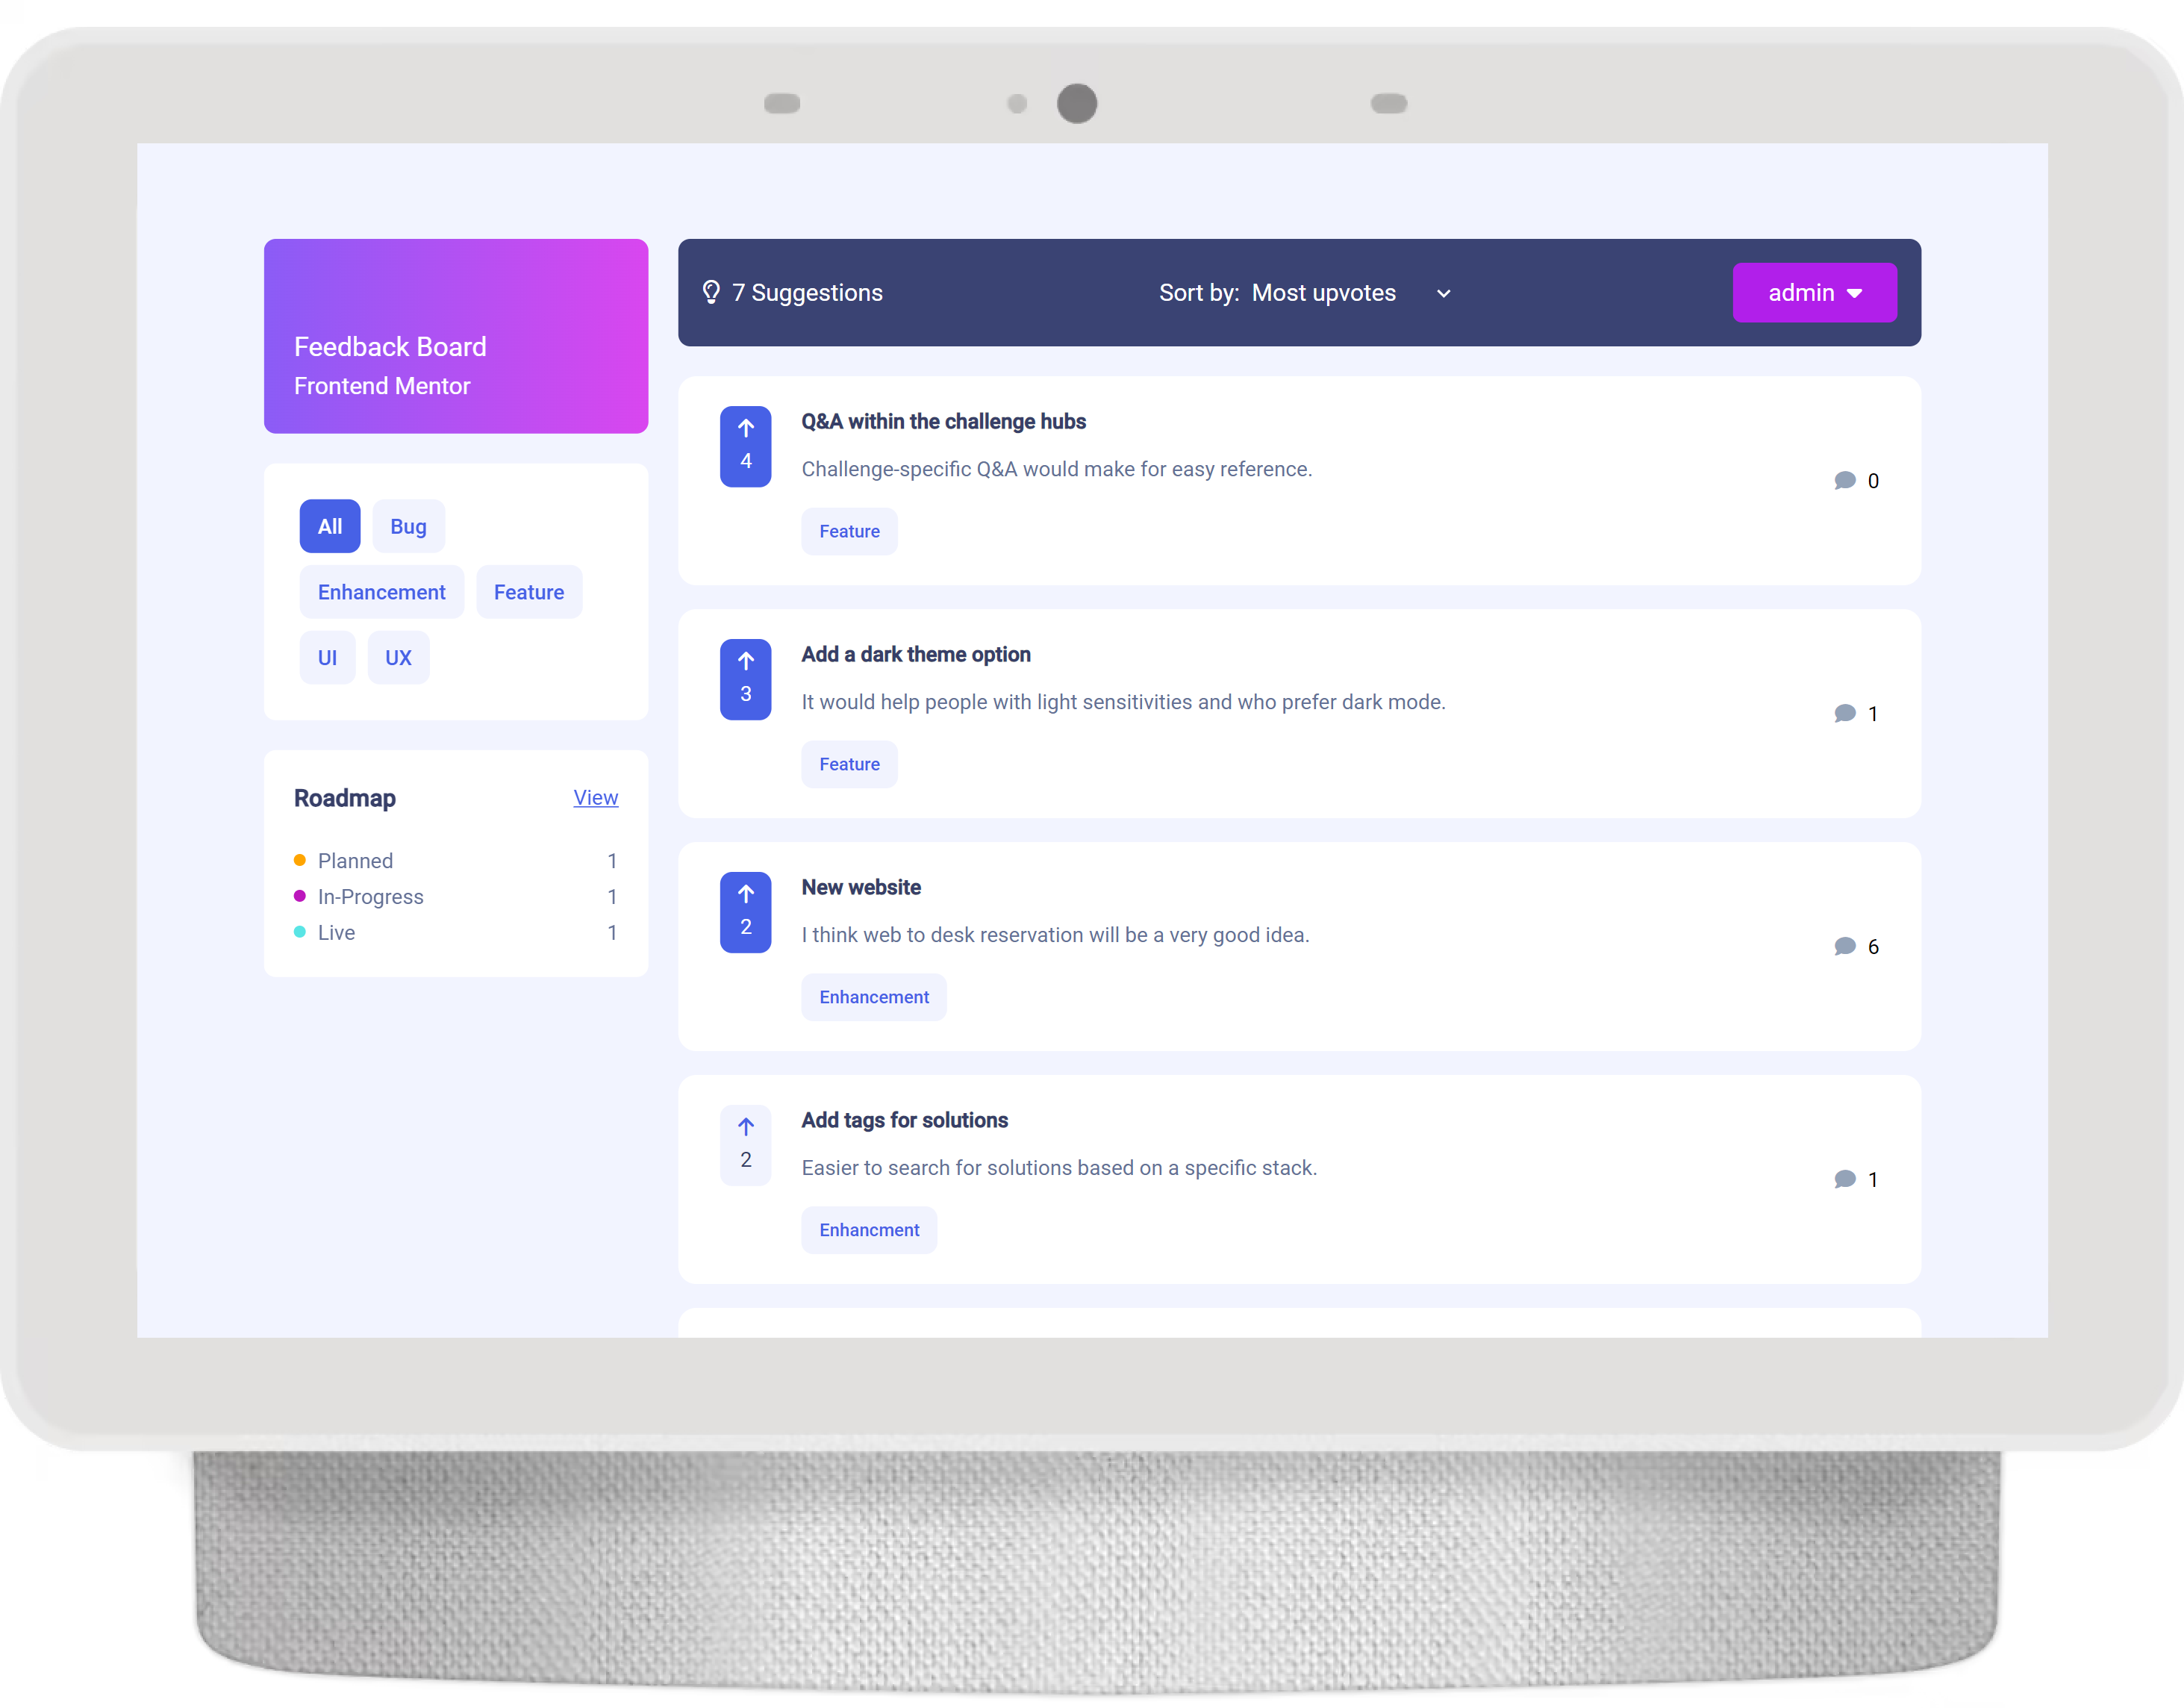 Feedback Board
Frontend Mentor
All
Bug
Enhancement
Feature
UI
UX
Roadmap
View
Planned
1
In-Progress
1
Live
1
7 Suggestions
Sort by: Most upvotes
admin
4
Q&A within the challenge hubs
Challenge-specific Q&A would make for easy reference.
Feature
0
3
Add a dark theme option
It would help people with light sensitivities and who prefer dark mode.
Feature
1
2
New website
I think web to desk reservation will be a very good idea.
Enhancement
6
2
Add tags for solutions
Easier to search for solutions based on a specific stack.
Enhancment
1